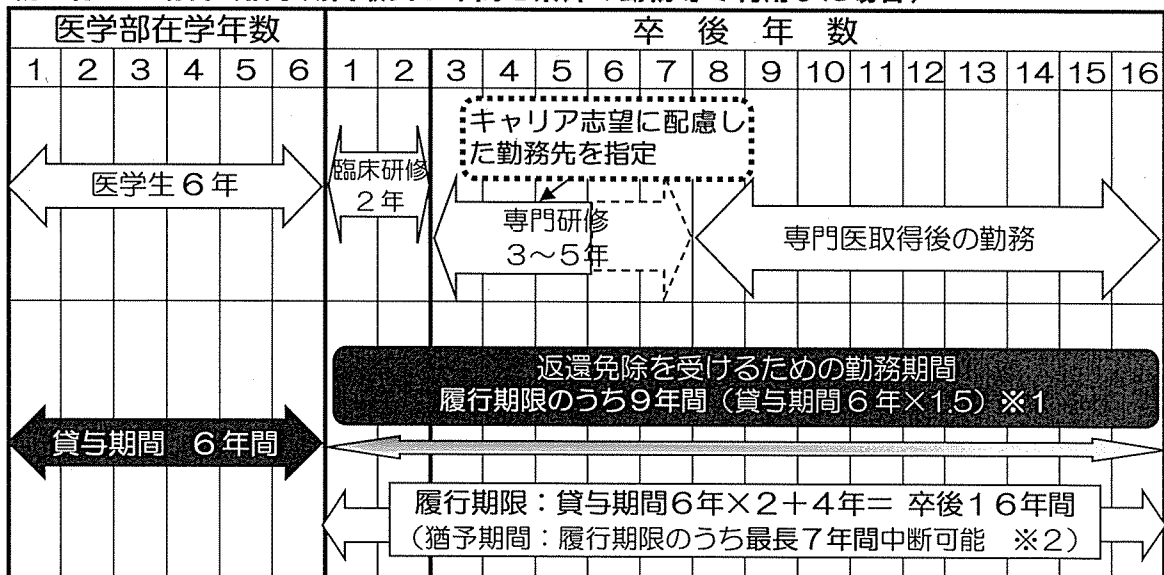 医学部在学年数
卒後年数
1 2 3 4 5 6 1 2 3 4 5 6 7 8 9 10 11 12 13 14 15 16
キャリア志望に配慮し
た勤務先を指定
医学生6年
臨床研修
2年
専門研修
3〜5年
専門医取得後の勤務
返還免除を受けるための勤務期間
履行期限のうち9年間(貸与期間6年×1.5)※1
貸与期間 6年間
履行期限:貸与期間6年×2+4年= 卒後16年間
(猶予期間:履行期限のうち最長7年間中断可能 ※2)